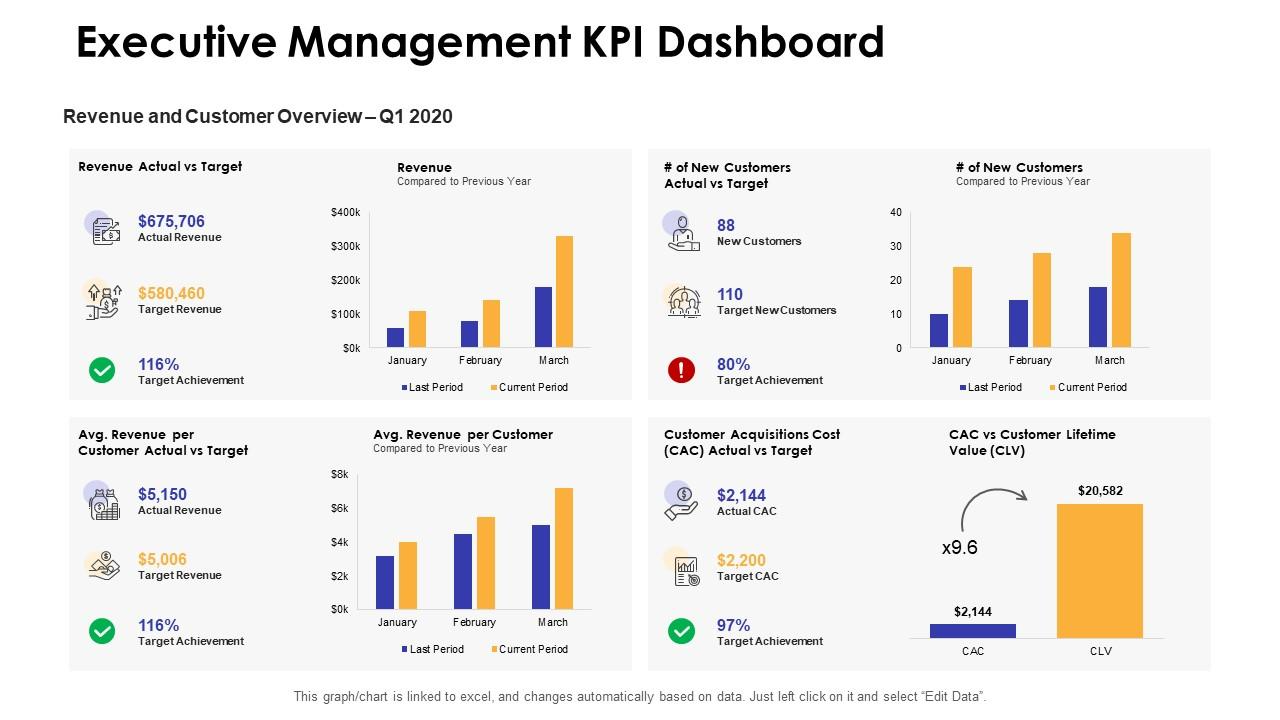 Executive Management KPI Dashboard
Revenue and Customer Overview – Q1 2020
Revenue Actual vs Target
$675,706
Actual Revenue
$580,460
Target Revenue
116%
Target Achievement
Revenue
Compared to Previous Year
$400k
$300k
$200k
$100k
$0k
January February March
Last Period Current Period
# of New Customers
Actual vs Target
88
New Customers
110
Target New Customers
80%
Target Achievement
# of New Customers
Compared to Previous Year
40
30
20
10
0
January February March
Last Period Current Period
Avg. Revenue per
Customer Actual vs Target
$5,150
Actual Revenue
$5,006
Target Revenue
116%
Target Achievement
Avg. Revenue per Customer
Compared to Previous Year
$8k
$6k
$4k
$2k
$0k
January February March
Last Period Current Period
Customer Acquisitions Cost
(CAC) Actual vs Target
$2,144
Actual CAC
$2,200
Target CAC
97%
Target Achievement
CAC vs Customer Lifetime
Value (CLV)
$20,582
x9.6
$2,144
CAC CLV
This graph/chart is linked to excel, and changes automatically based on data. Just left click on it and select “Edit Data”.